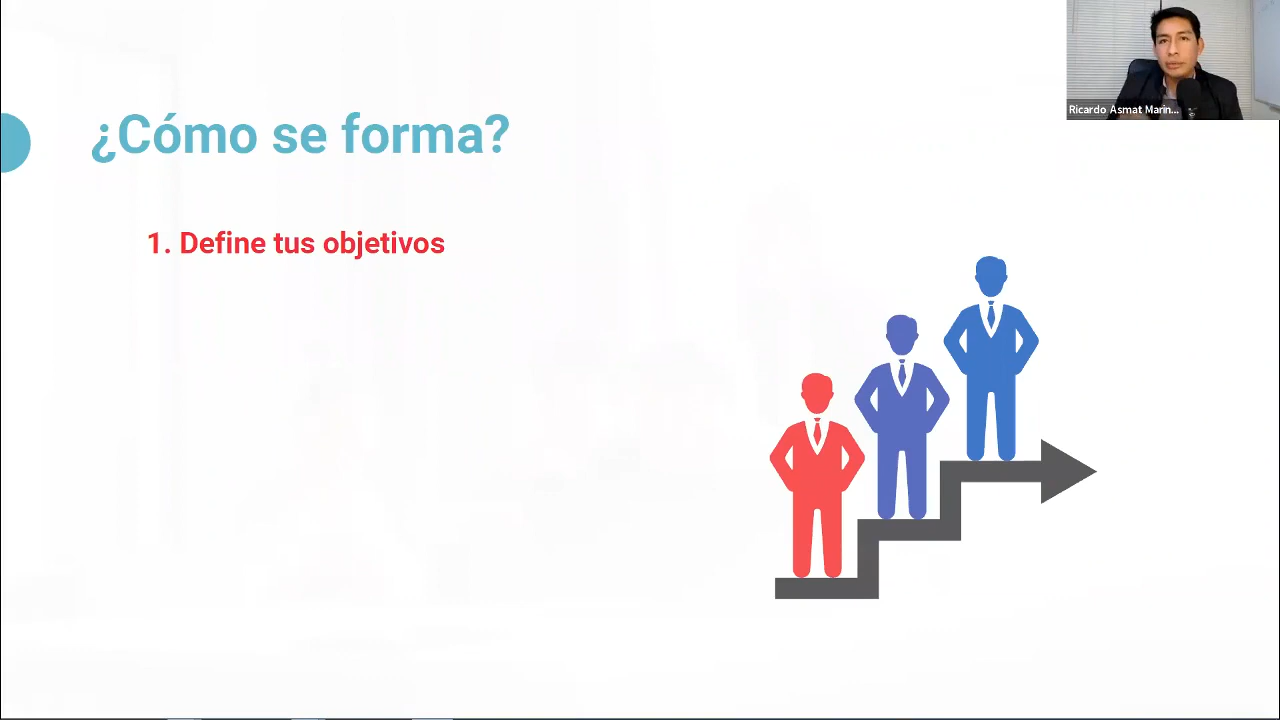 ¿Cómo se forma?
1. Define tus objetivos
Ricardo Asmat Marin...